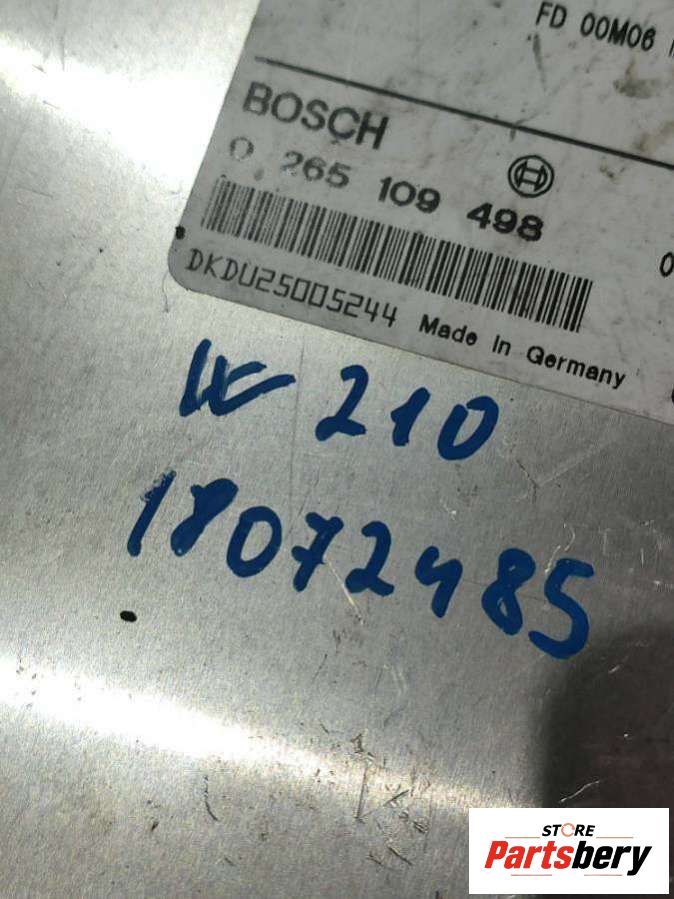 FD 00M06
BOSCH
0 265 109 498
DKDU25005244 Made in Germany
W 210
18072485
STORE
Partsbery